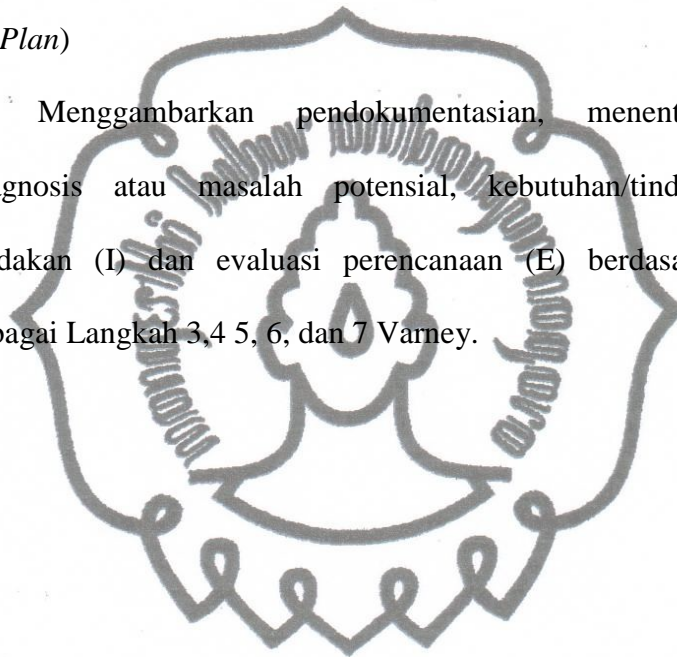 Plan)
Menggambarkan pendokumentasian, menent
gnosis atau masalah potensial, kebutuhan/tind
dakan (I) dan evaluasi perencanaan (E) berdasa
bagai Langkah 3,4 5, 6, dan 7 Varney.